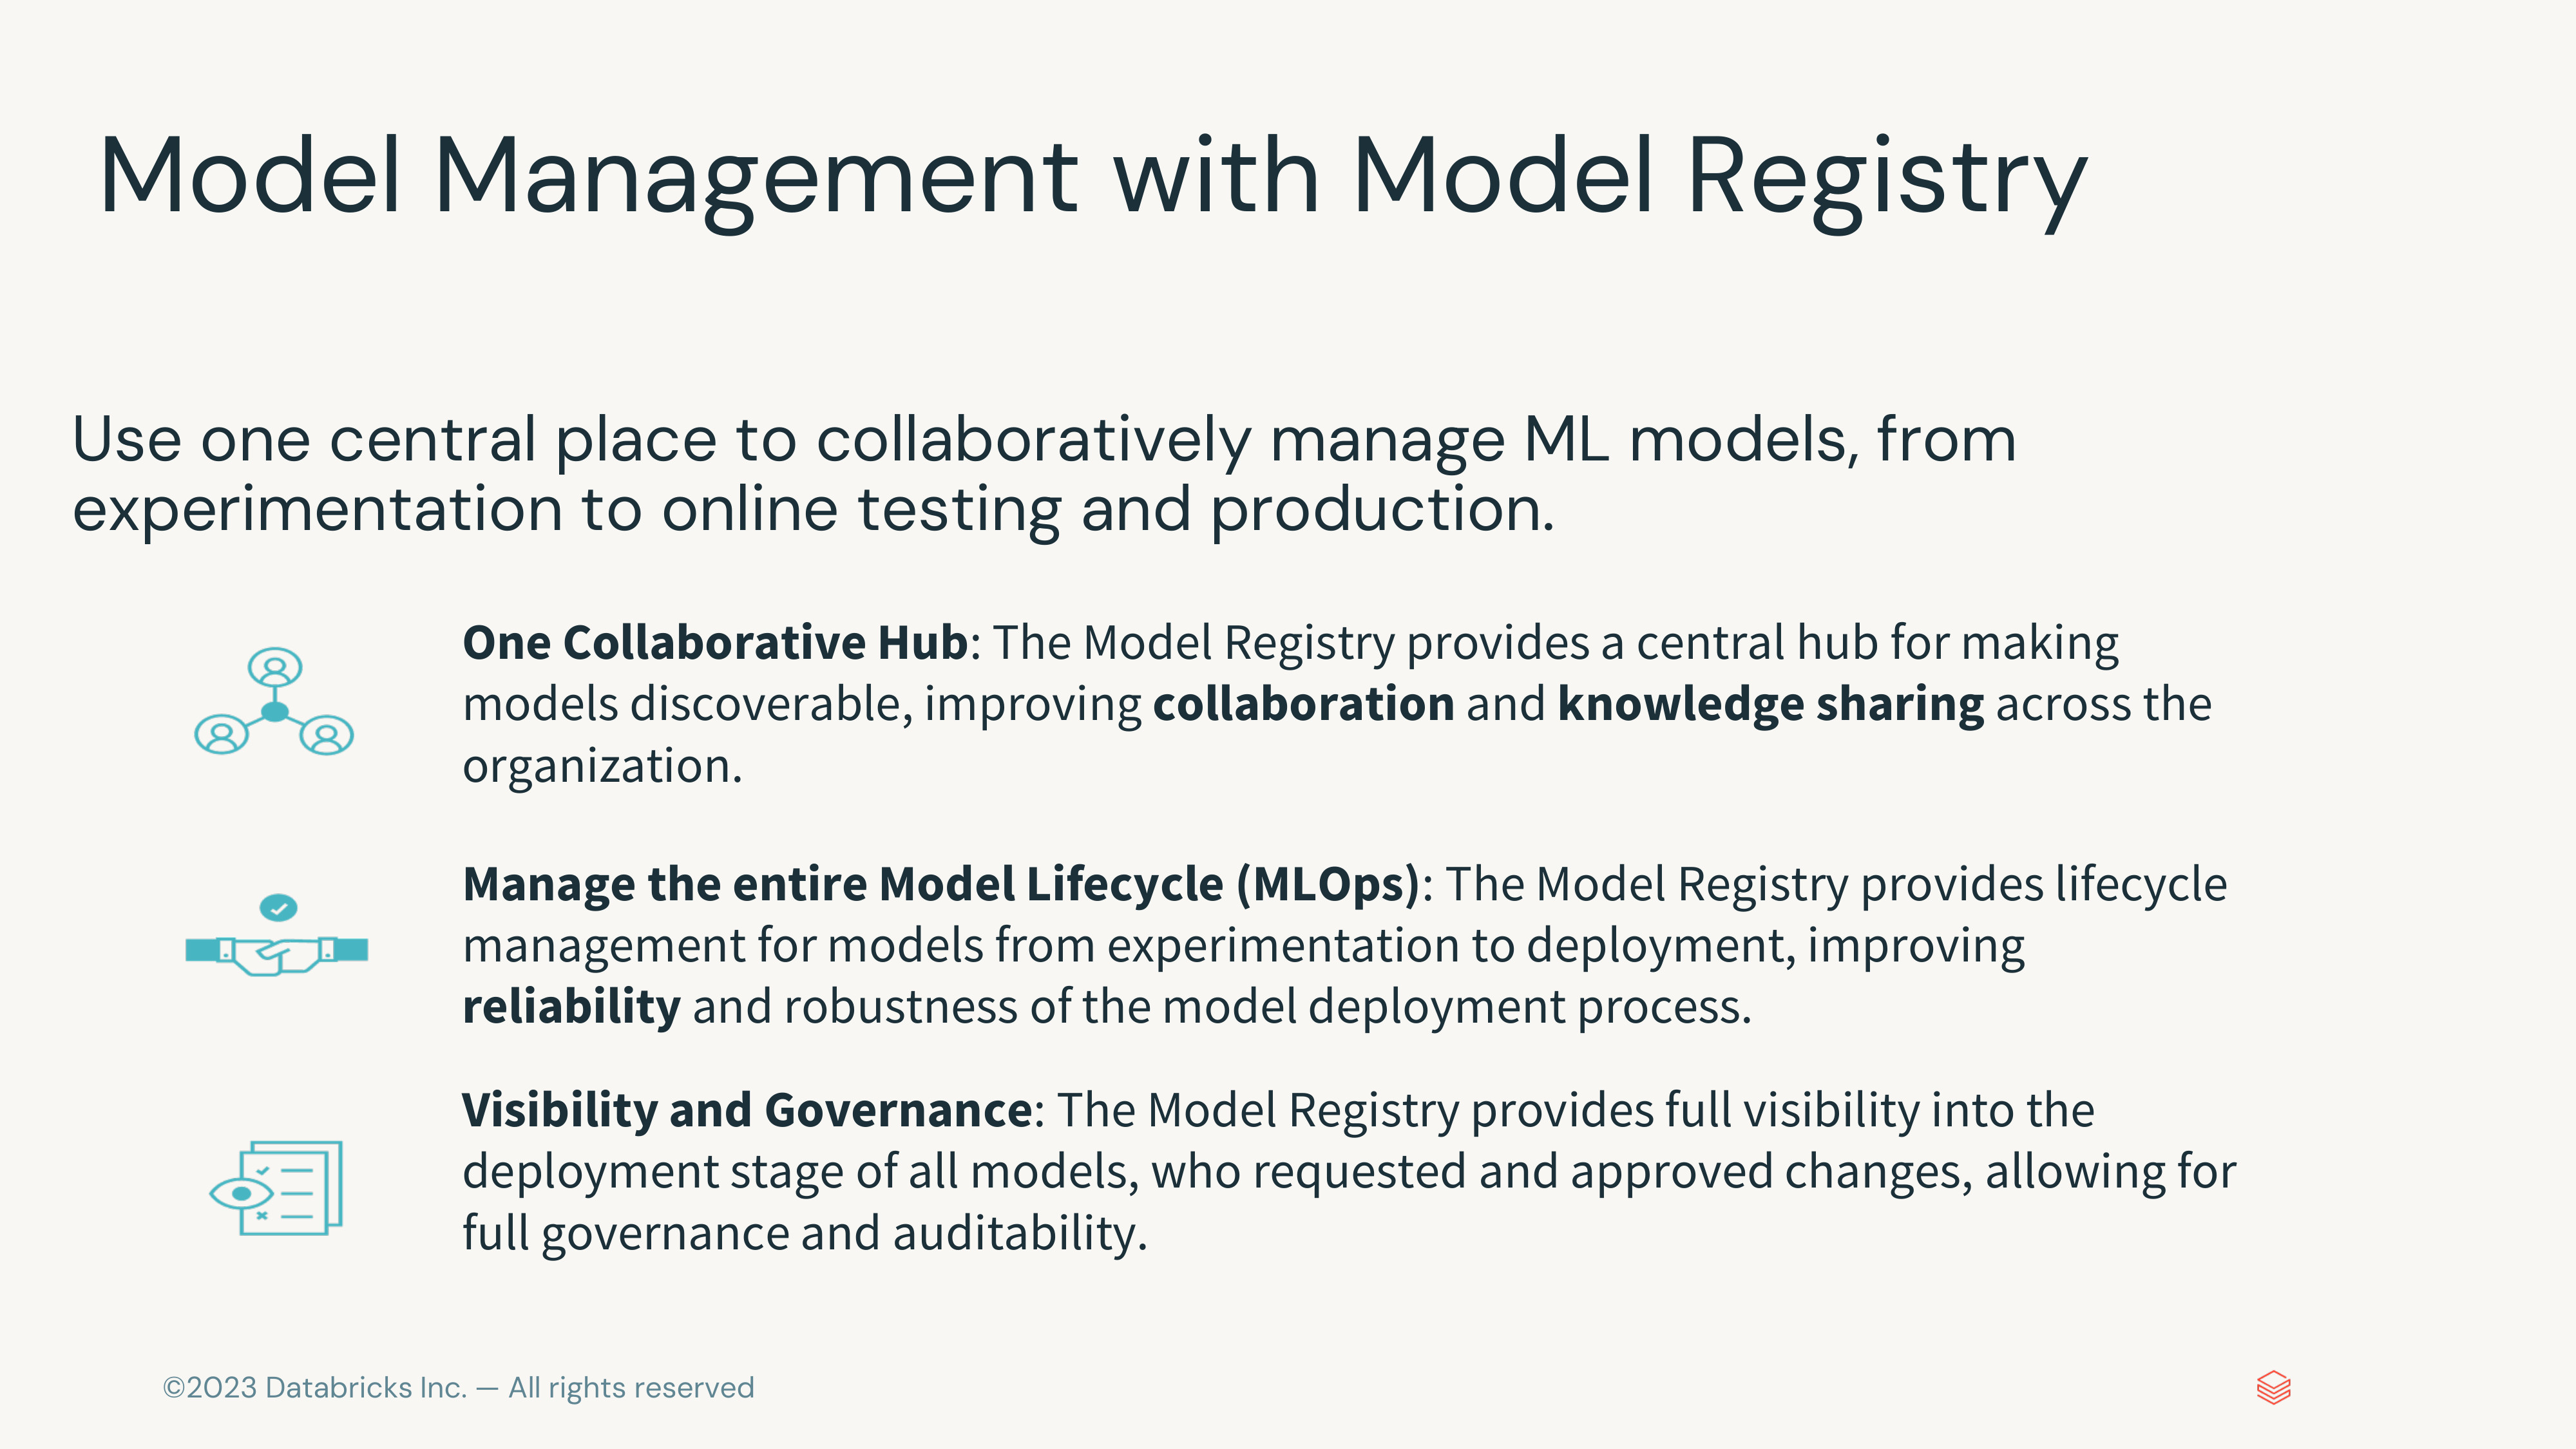 Model Management with Model Registry
Use one central place to collaboratively manage ML models, from
experimentation to online testing and production.
One Collaborative Hub: The Model Registry provides a central hub for making
models discoverable, improving collaboration and knowledge sharing across the
organization.
Manage the entire Model Lifecycle (MLOps): The Model Registry provides lifecycle
management for models from experimentation to deployment, improving
reliability and robustness of the model deployment process.
Visibility and Governance: The Model Registry provides full visibility into the
deployment stage of all models, who requested and approved changes, allowing for
full governance and auditability.
©2023 Databricks Inc. — All rights reserved